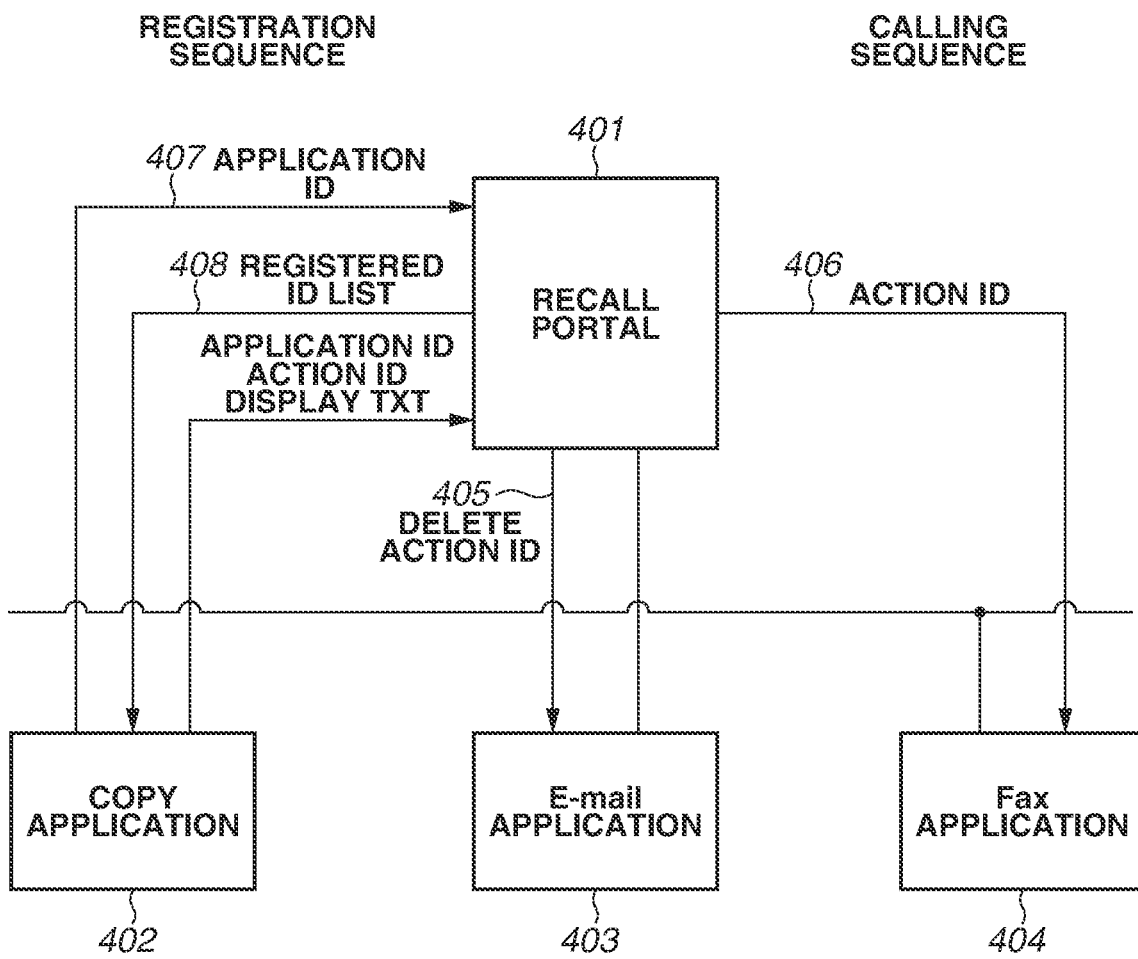 REGISTRATION
SEQUENCE
CALLING
SEQUENCE
401
407 APPLICATION
ID
408 REGISTERED
ID LIST
RECALL
PORTAL
406
ACTION ID
APPLICATION ID
ACTION ID
DISPLAY TXT
405
DELETE
ACTION ID
COPY
APPLICATION
E-mail
APPLICATION
Fax
APPLICATION
402
403
404